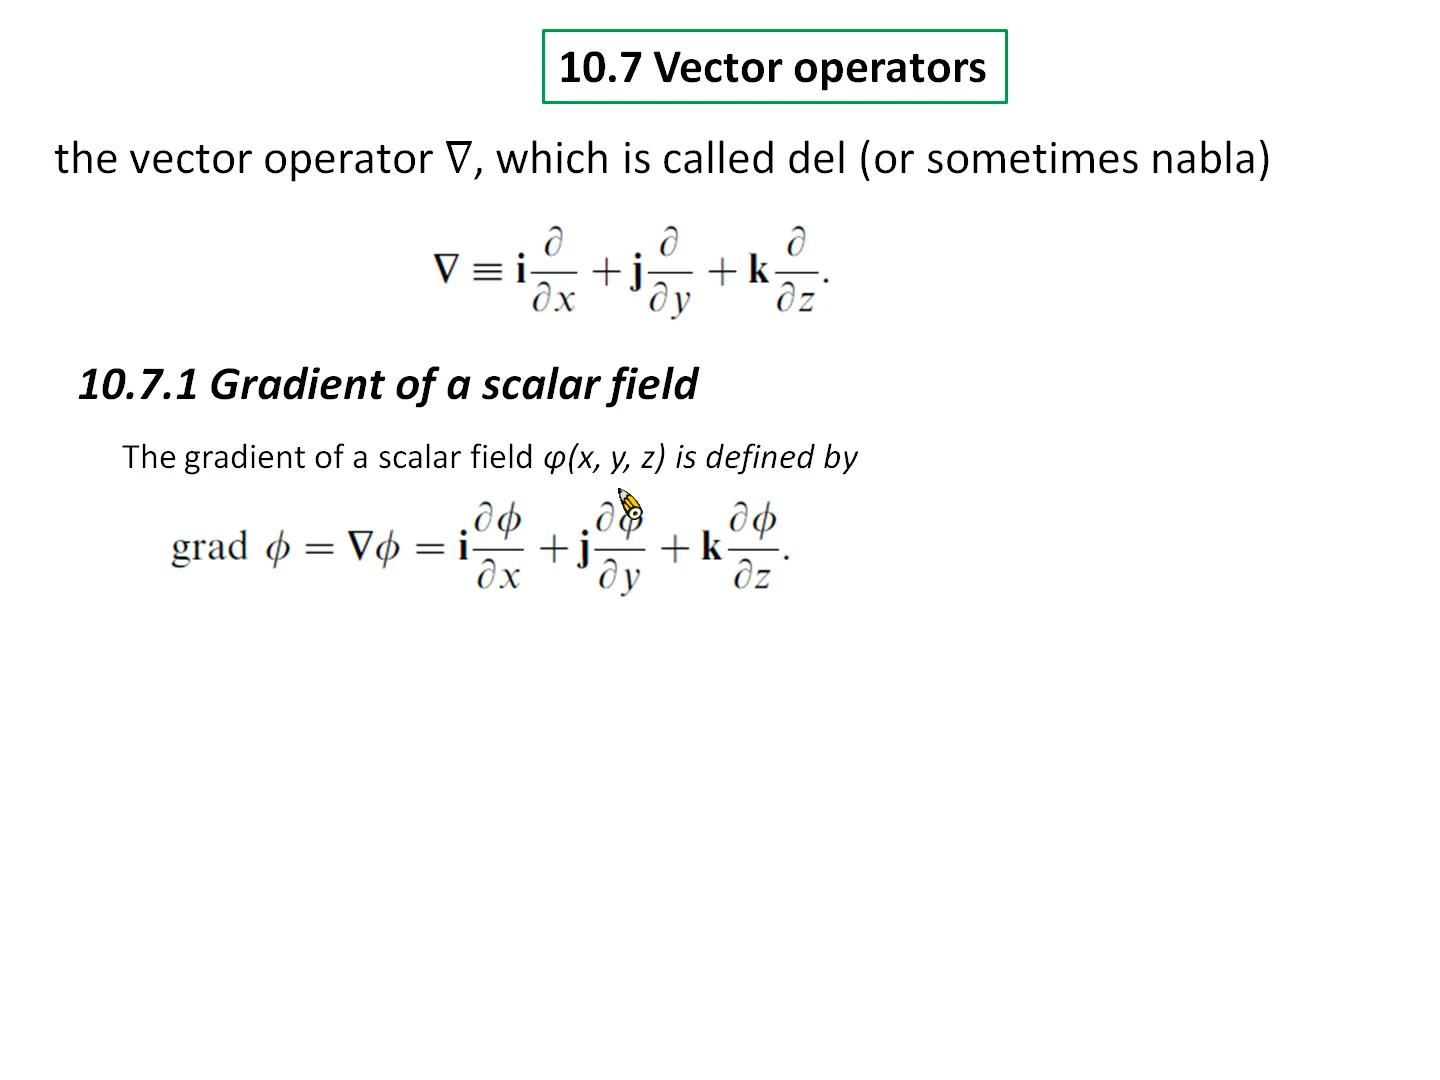 10.7 Vector operators
the vector operator ∇, which is called del (or sometimes nabla)
∇ ≡ i ∂/∂x + j ∂/∂y + k ∂/∂z.
10.7.1 Gradient of a scalar field
The gradient of a scalar field φ(x, y, z) is defined by
grad ϕ = ∇ϕ = i ∂ϕ/∂x + j ∂ϕ/∂y + k ∂ϕ/∂z.